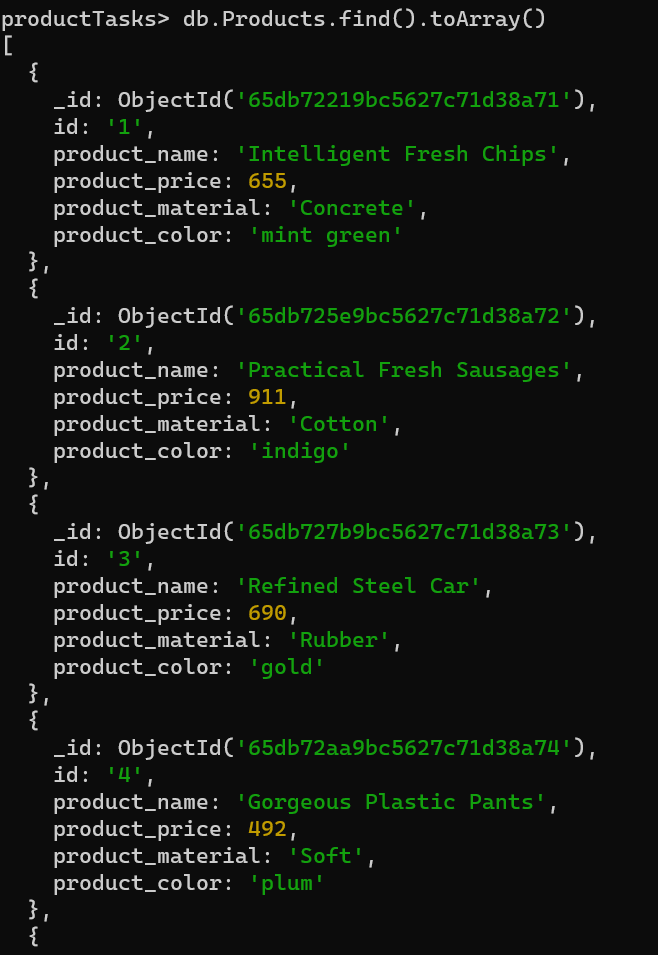 productTasks> db.Products.find().toArray()
[
  {
    _id: ObjectId('65db72219bc5627c71d38a71'),
    id: '1',
    product_name: 'Intelligent Fresh Chips',
    product_price: 655,
    product_material: 'Concrete',
    product_color: 'mint green'
  },
  {
    _id: ObjectId('65db725e9bc5627c71d38a72'),
    id: '2',
    product_name: 'Practical Fresh Sausages',
    product_price: 911,
    product_material: 'Cotton',
    product_color: 'indigo'
  },
  {
    _id: ObjectId('65db727b9bc5627c71d38a73'),
    id: '3',
    product_name: 'Refined Steel Car',
    product_price: 690,
    product_material: 'Rubber',
    product_color: 'gold'
  },
  {
    _id: ObjectId('65db72aa9bc5627c71d38a74'),
    id: '4',
    product_name: 'Gorgeous Plastic Pants',
    product_price: 492,
    product_material: 'Soft',
    product_color: 'plum'
  },
  {